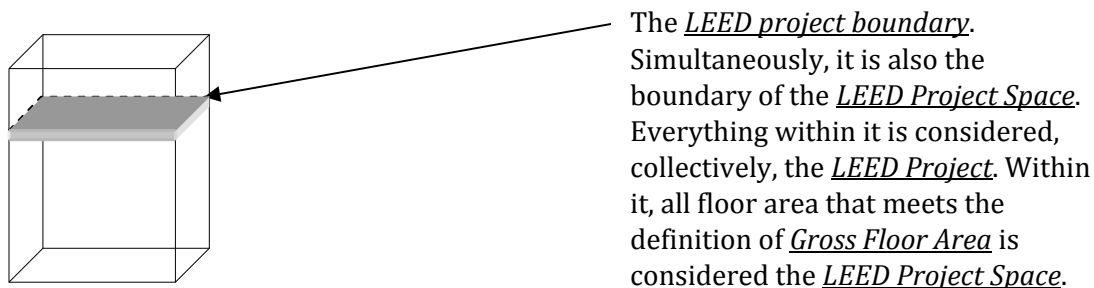 The LEED project boundary.
Simultaneously, it is also the
boundary of the LEED Project Space.
Everything within it is considered,
collectively, the LEED Project. Within
it, all floor area that meets the
definition of Gross Floor Area is
considered the LEED Project Space.